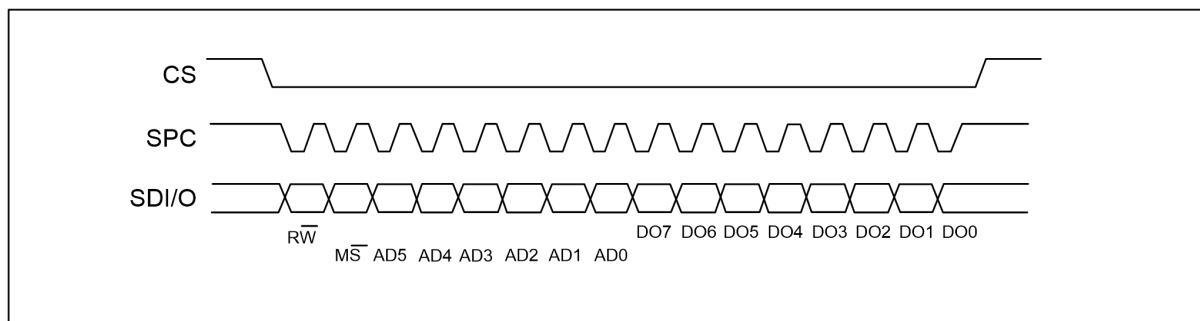 CS
SPC
SDI/O
RW̅
DO7 DO6 DO5 DO4 DO3 DO2 DO1 DO0
MS̅ AD5 AD4 AD3 AD2 AD1 AD0